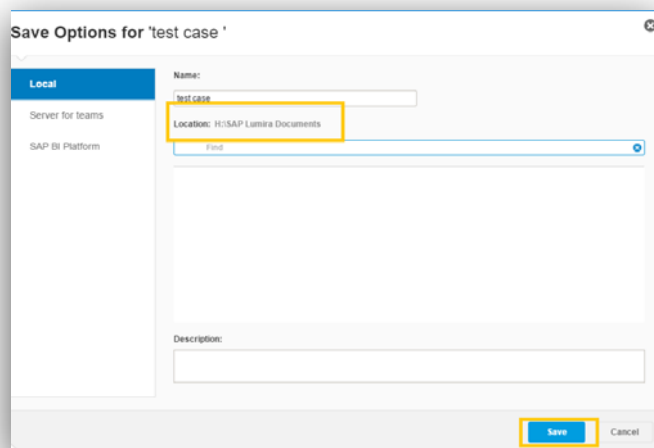 Save Options for 'test case '
Local
Server for teams
SAP BI Platform
Name:
test case
Location: H:\SAP Lumira Documents
Find
Description:
Save Cancel